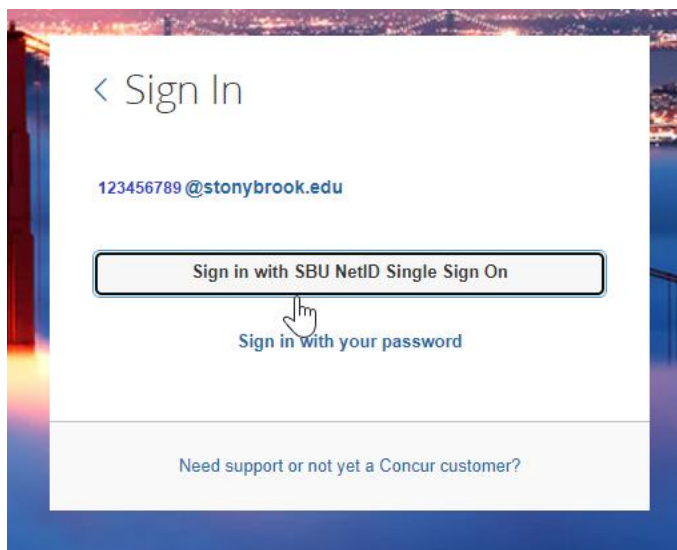 Sign In
123456789 @stonybrook.edu
Sign in with SBU NetID Single Sign On
Sign in with your password
Need support or not yet a Concur customer?